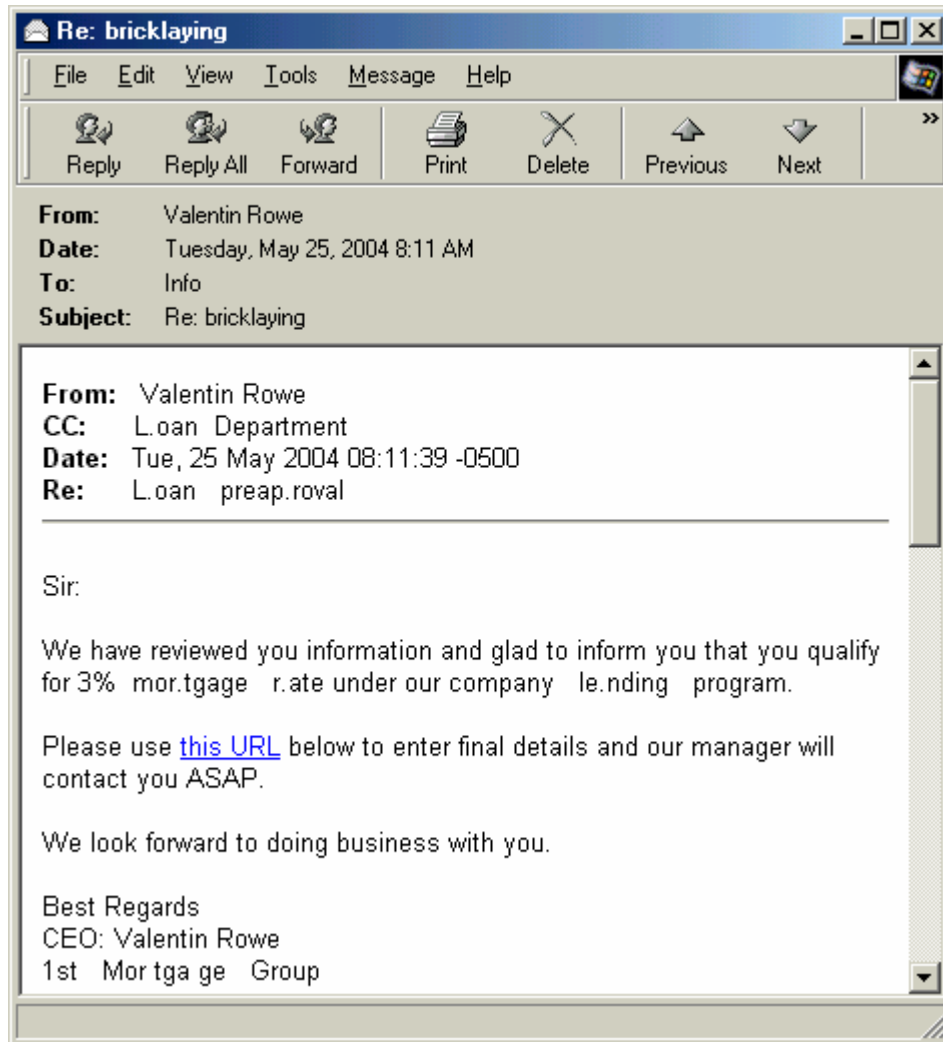 Re: bricklaying
File Edit View Tools Message Help
Reply Reply All Forward Print Delete Previous Next »
From: Valentin Rowe
Date: Tuesday, May 25, 2004 8:11 AM
To: Info
Subject: Re: bricklaying
From: Valentin Rowe
CC: L.oan Department
Date: Tue, 25 May 2004 08:11:39 -0500
Re: L.oan preap.roval
Sir:
We have reviewed you information and glad to inform you that you qualify
for 3% mor.tgage r.ate under our company le.nding program.
Please use this URL below to enter final details and our manager will
contact you ASAP.
We look forward to doing business with you.
Best Regards
CEO: Valentin Rowe
1st Mor tga ge Group